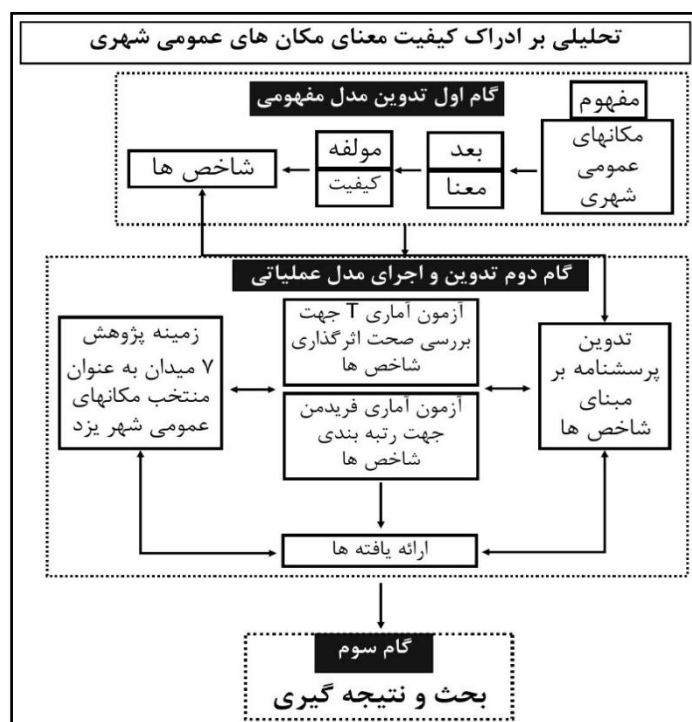 تحلیلی بر ادراک کیفیت معنای مکان های عمومی شهری
گام اول تدوین مدل مفهومی
مفهوم
مکانهای
عمومی
شهری
بعد
معنا
مولفه
کیفیت
شاخص ها
گام دوم تدوین و اجرای مدل عملیاتی
تدوین
پرسشنامه بر
مبنای
شاخص ها
آزمون آماری T جهت
بررسی صحت اثرگذاری
شاخص ها
آزمون آماری فریدمن
جهت رتبه بندی
شاخص ها
زمینه پژوهش
۷ میدان به عنوان
منتخب مکانهای
عمومی شهر یزد
ارائه یافته ها
گام سوم
بحث و نتیجه گیری